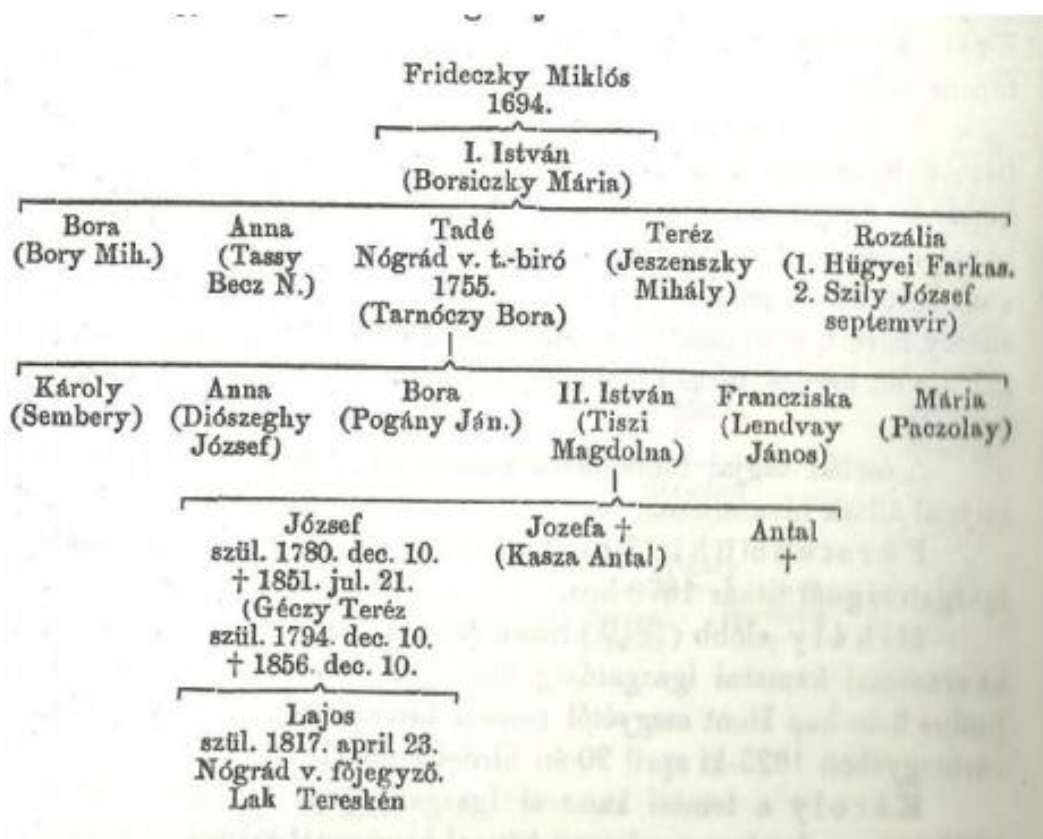 Frideczky Miklós
1694.
I. István
(Borsiczky Mária)
Bora
(Bory Mih.)
Anna
(Tassy
Becz N.)
Tadé
Nógrád v. t.-biró
1755.
(Tarnóczy Bora)
Teréz
(Jeszenszky
Mihály)
Rozália
(1. Hügyei Farkas.
2. Szily József
septemvir)
Károly
(Sembery)
Anna
(Diószeghy
József)
Bora
(Pogány Ján.)
II. István
(Tiszi
Magdolna)
Francziska
(Lendvay
János)
Mária
(Paczolay)
József
szül. 1780. dec. 10.
† 1851. jul. 21.
(Géczy Teréz
szül. 1794. dec. 10.
† 1856. dec. 10.
Jozefa †
(Kasza Antal)
Antal
†
Lajos
szül. 1817. april 23.
Nógrád v. főjegyző.
Lak Tereskén